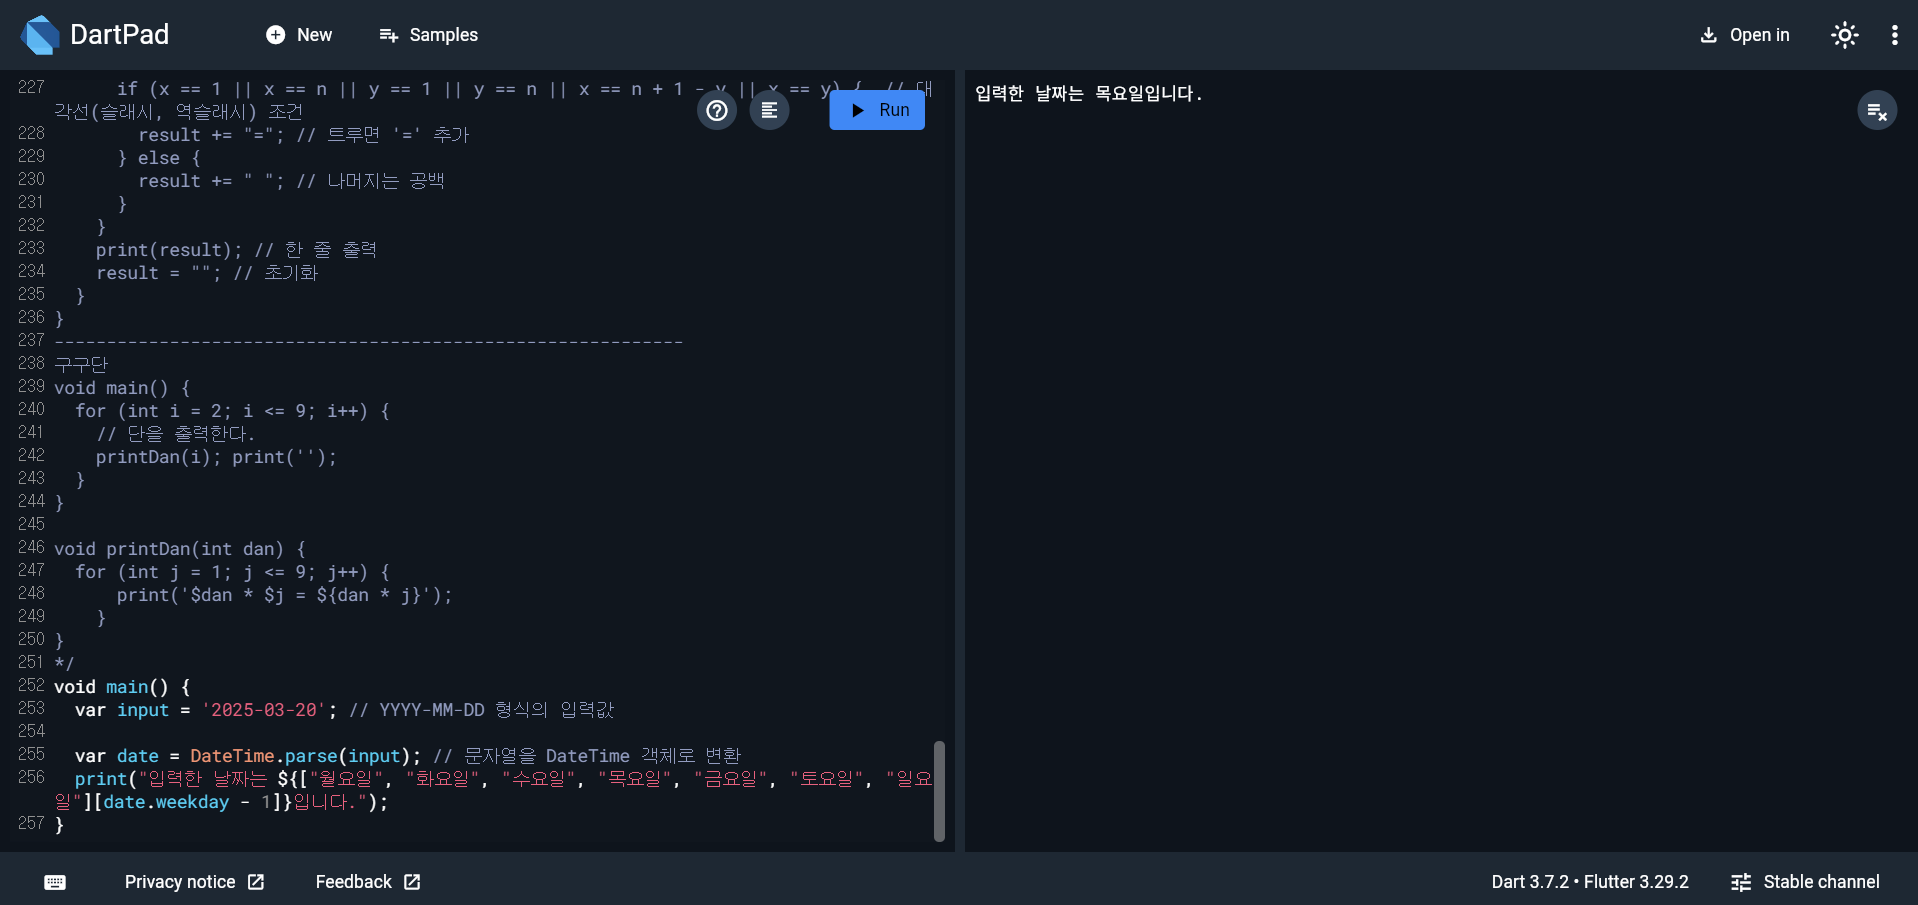 DartPad
New
Samples
Open in
227 if (x == 1 || x == n || y == 1 || y == n || x == n + 1 - y || x == y) { // 대
각선(슬래시, 역슬래시) 조건
Run
228 result += "="; // 트루면 '=' 추가
229 } else {
230 result += " "; // 나머지는 공백
231 }
232 }
233 print(result); // 한 줄 출력
234 result = ""; // 초기화
235 }
236 }
237 ------------------------------------------------------------
238 구구단
239 void main() {
240 for (int i = 2; i <= 9; i++) {
241 // 단을 출력한다.
242 printDan(i); print('');
243 }
244 }
245
246 void printDan(int dan) {
247 for (int j = 1; j <= 9; j++) {
248 print('$dan * $j = ${dan * j}');
249 }
250 }
251 */
252 void main() {
253 var input = '2025-03-20'; // YYYY-MM-DD 형식의 입력값
254
255 var date = DateTime.parse(input); // 문자열을 DateTime 객체로 변환
256 print("입력한 날짜는 ${["월요일", "화요일", "수요일", "목요일", "금요일", "토요일", "일요
일"][date.weekday - 1]}입니다.");
257 }
입력한 날짜는 목요일입니다.
Privacy notice
Feedback
Dart 3.7.2 • Flutter 3.29.2
Stable channel